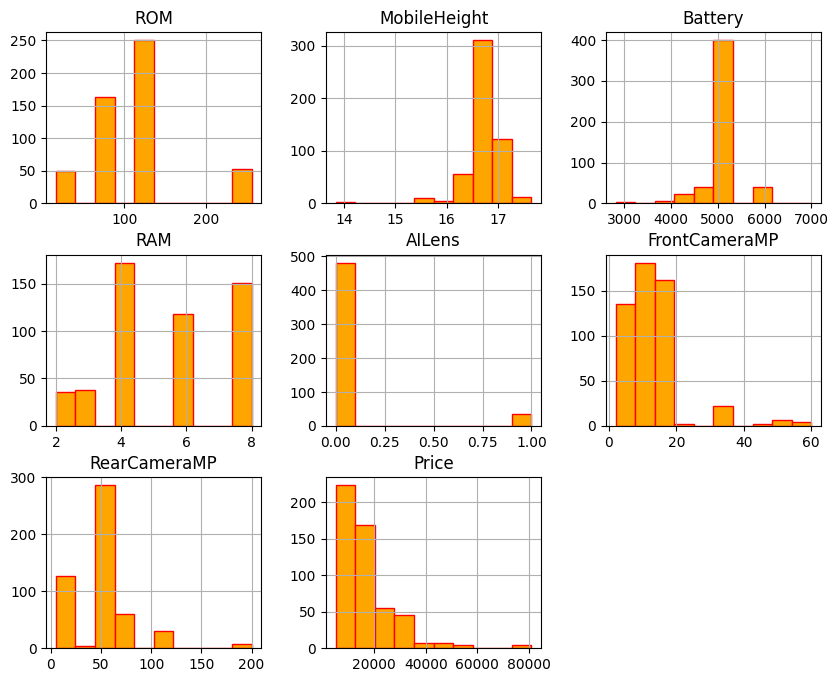 ROM MobileHeight Battery
250 300 400
200 300
150 200 200
100 100
50 100
0 0 0
100 200 14 15 16 17 3000 4000 5000 6000 7000
RAM AILens FrontCameraMP
150 500 150
400
100 300 100
200
50 100 50
0 0 0
2 4 6 8 0.00 0.25 0.50 0.75 1.00 0 20 40 60
RearCameraMP Price
300 200
200 150
100
100 50
0 0
0 50 100 150 200 20000 40000 60000 80000